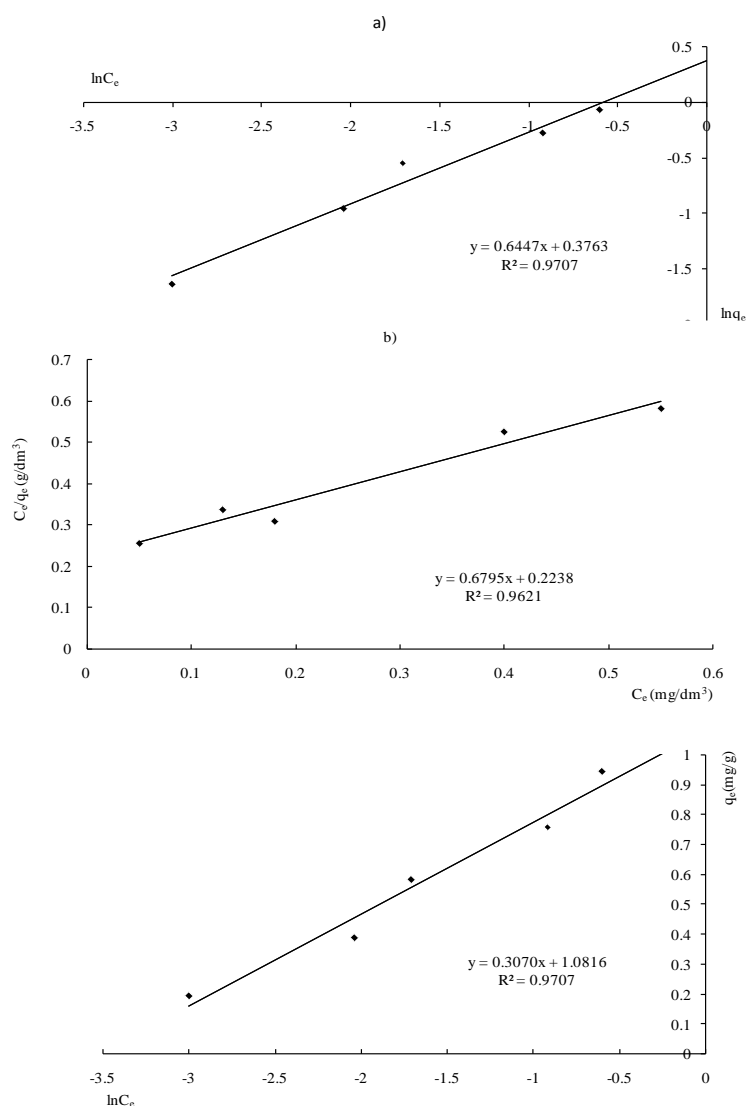 a)
0.5
lnCₑ
0
-3.5 -3 -2.5 -2 -1.5 -1 -0.5 0
-0.5
-1
y = 0.6447x + 0.3763
R² = 0.9707
-1.5
lnqₑ
b)
0.7
0.6
0.5
0.4
0.3
0.2
0.1
0
Cₑ/qₑ (g/dm³)
y = 0.6795x + 0.2238
R² = 0.9621
0 0.2 0.3 0.4 0.5 0.6
Cₑ (mg/dm³)
1
0.9
0.8
0.7
0.6
0.5
0.4
0.3
0.2
0.1
0
qₑ(mg/g)
y = 0.3070x + 1.0816
R² = 0.9707
-3.5 -3 -2.5 -2 -1.5 -1 -0.5 0
lnCₑ